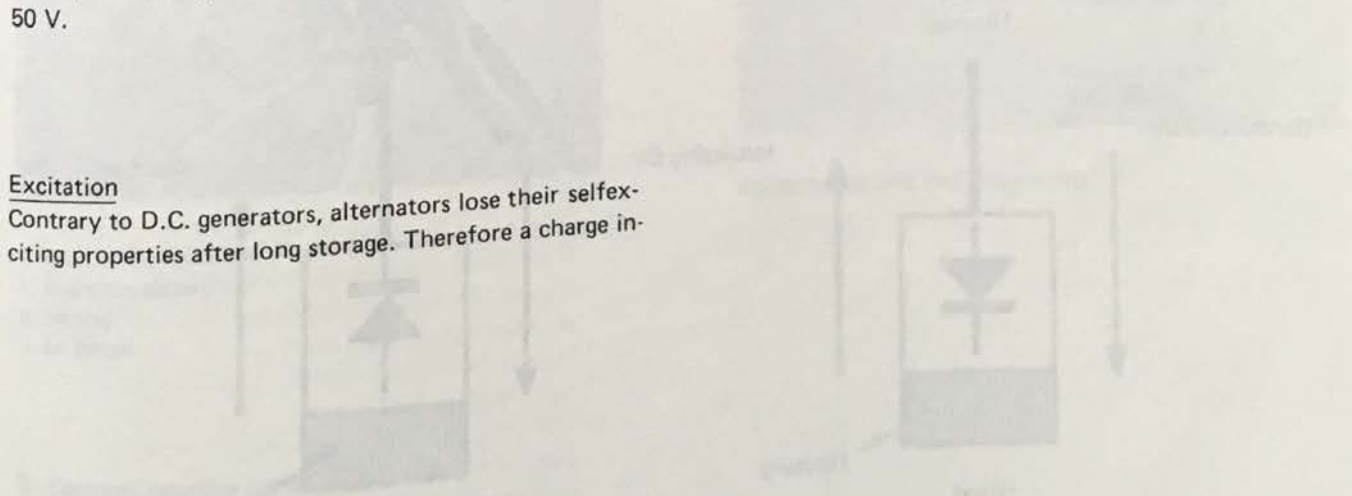 50 V.
Excitation
Contrary to D.C. generators, alternators lose their selfex-
citing properties after long storage. Therefore a charge in-